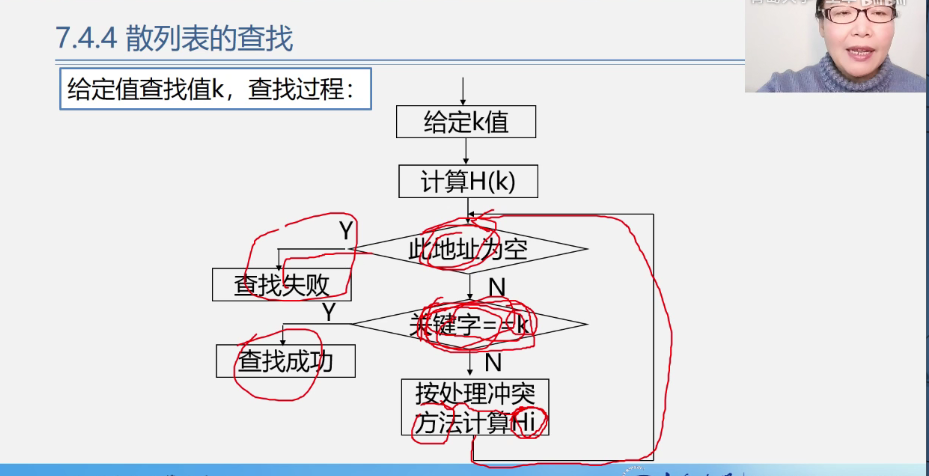 7.4.4 散列表的查找
给定值查找值k，查找过程：
给定k值
计算H(k)
此地址为空
Y
查找失败
N
关键字==k
Y
查找成功
N
按处理冲突
方法计算Hi